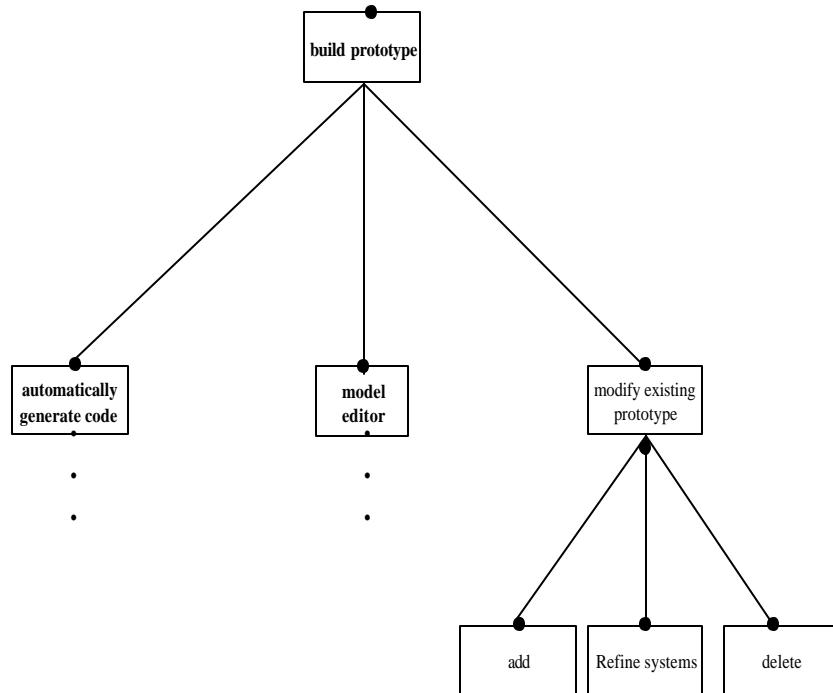 build prototype
automatically
generate code
model
editor
modify existing
prototype
add
Refine systems
delete